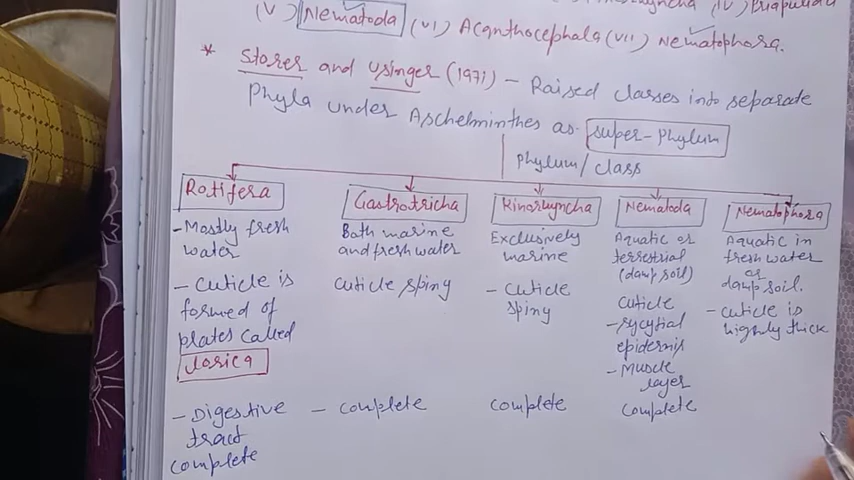 (V) Nematoda (VI) Acanthocephala (VII) Nematophora.
* Storer and Usinger (1971) - Raised classes into separate
Phyla under Aschelminthes as super-phylum
Phylum/class
Rotifera
- Mostly fresh
water
- Cuticle is
formed of
plates called
lorica
- Digestive
tract
complete
Gastrotricha
Both marine
and fresh water
cuticle spiny
- complete
Kinorhyncha
Exclusively
marine
- cuticle
spiny
complete
Nematoda
Aquatic or
terrestrial
(damp soil)
cuticle
- sycytial
epidermis
- Muscle
layer
complete
Nematophora
Aquatic in
fresh water
or
damp soil.
- cuticle is
highly thick